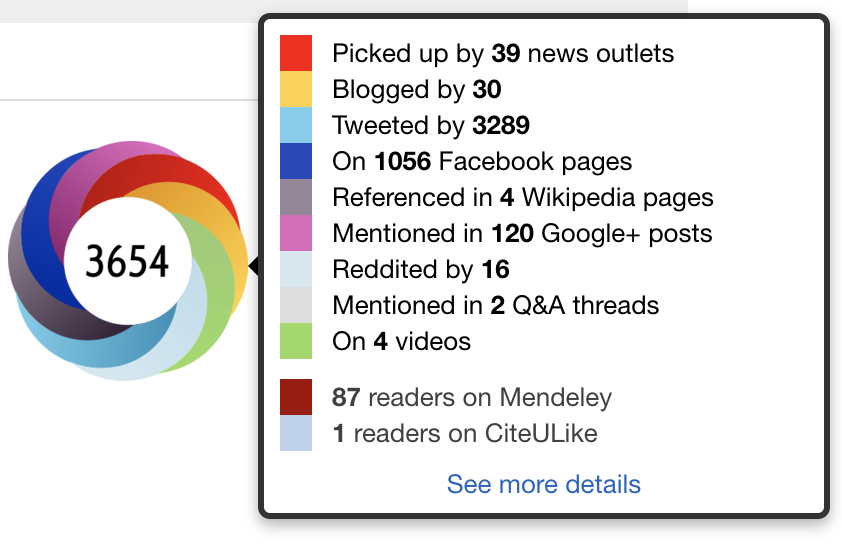 3654
Picked up by 39 news outlets
Blogged by 30
Tweeted by 3289
On 1056 Facebook pages
Referenced in 4 Wikipedia pages
Mentioned in 120 Google+ posts
Reddited by 16
Mentioned in 2 Q&A threads
On 4 videos
87 readers on Mendeley
1 readers on CiteULike
See more details